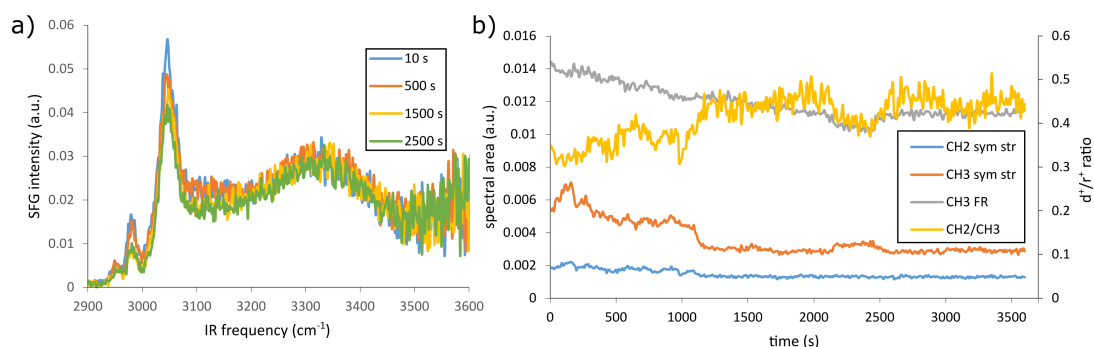 a)
0.06
0.05
0.04
0.03
0.02
0.01
0
SFG intensity (a.u.)
2900 3000 3100 3200 3300 3400 3500 3600
IR frequency (cm⁻¹)
10 s
500 s
1500 s
2500 s
b)
0.016
0.014
0.012
0.01
0.008
0.006
0.004
0.002
0
spectral area (a.u.)
0 500 1000 1500 2000 2500 3000 3500
time (s)
0.6
0.5
0.4
0.3
0.2
0.1
0
d⁺/r⁺ ratio
CH2 sym str
CH3 sym str
CH3 FR
CH2/CH3